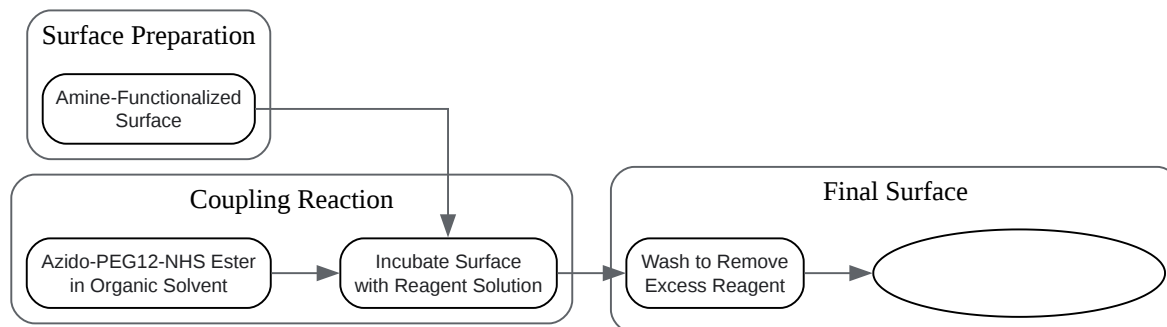 Surface Preparation
Amine-Functionalized
Surface
Coupling Reaction
Azido-PEG12-NHS Ester
in Organic Solvent
Incubate Surface
with Reagent Solution
Final Surface
Wash to Remove
Excess Reagent